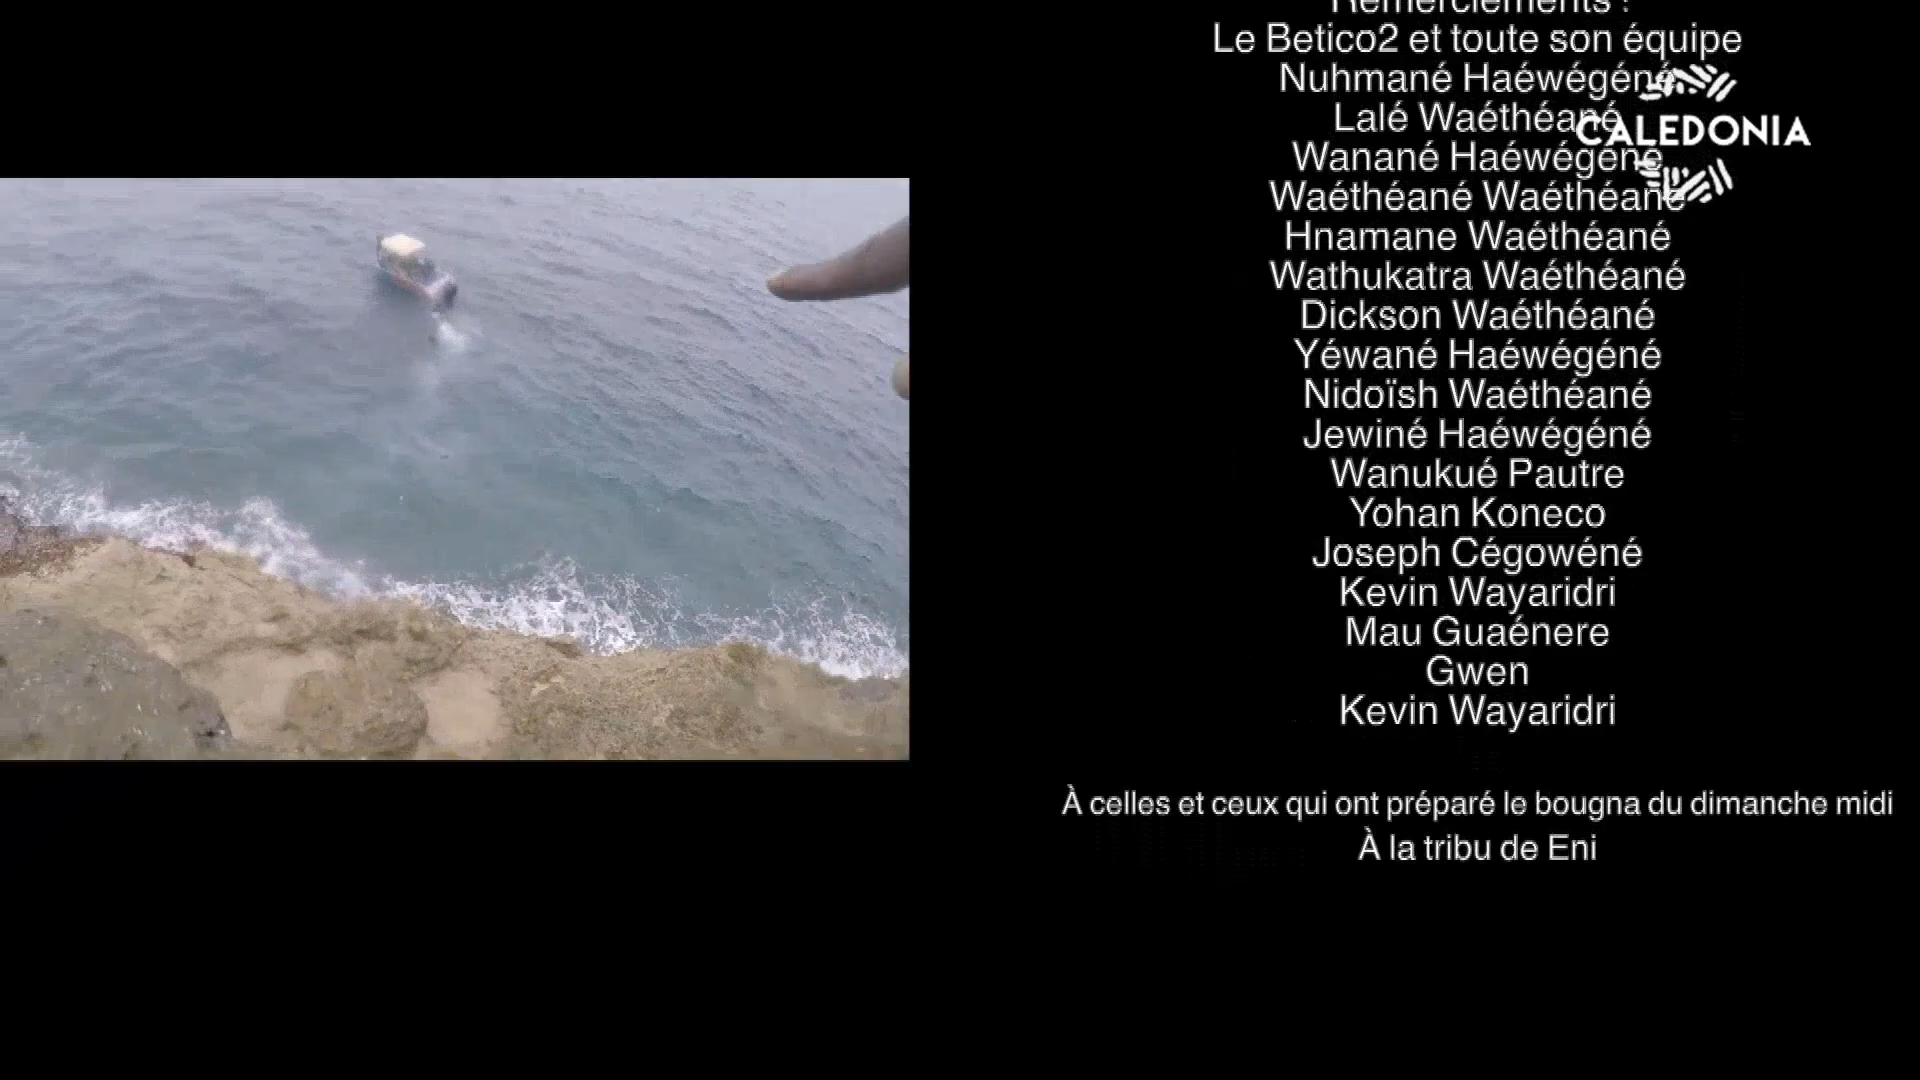 Remerciements :
Le Betico2 et toute son équipe
Nuhmané Haéwégéné
Lalé Waéthéané
CALEDONIA
Wanané Haéwégéné
Waéthéané Waéthéané
Hnamane Waéthéané
Wathukatra Waéthéané
Dickson Waéthéané
Yéwané Haéwégéné
Nidoïsh Waéthéané
Jewiné Haéwégéné
Wanukué Pautre
Yohan Koneco
Joseph Cégowéné
Kevin Wayaridri
Mau Guaénere
Gwen
Kevin Wayaridri
À celles et ceux qui ont préparé le bougna du dimanche midi
À la tribu de Eni